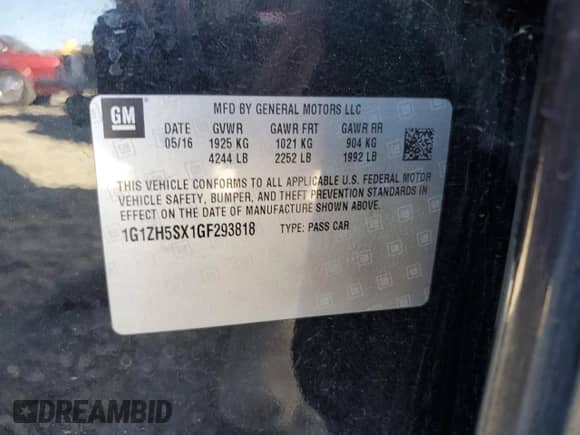 GM
MFD BY GENERAL MOTORS LLC
DATE GVWR GAWR FRT GAWR RR
05/16 1925 KG 1021 KG 904 KG
4244 LB 2252 LB 1992 LB
THIS VEHICLE CONFORMS TO ALL APPLICABLE U.S. FEDERAL MOTOR
VEHICLE SAFETY, BUMPER, AND THEFT PREVENTION STANDARDS IN
EFFECT ON THE DATE OF MANUFACTURE SHOWN ABOVE.
1G1ZH5SX1GF293818 TYPE: PASS CAR
DREAMBID